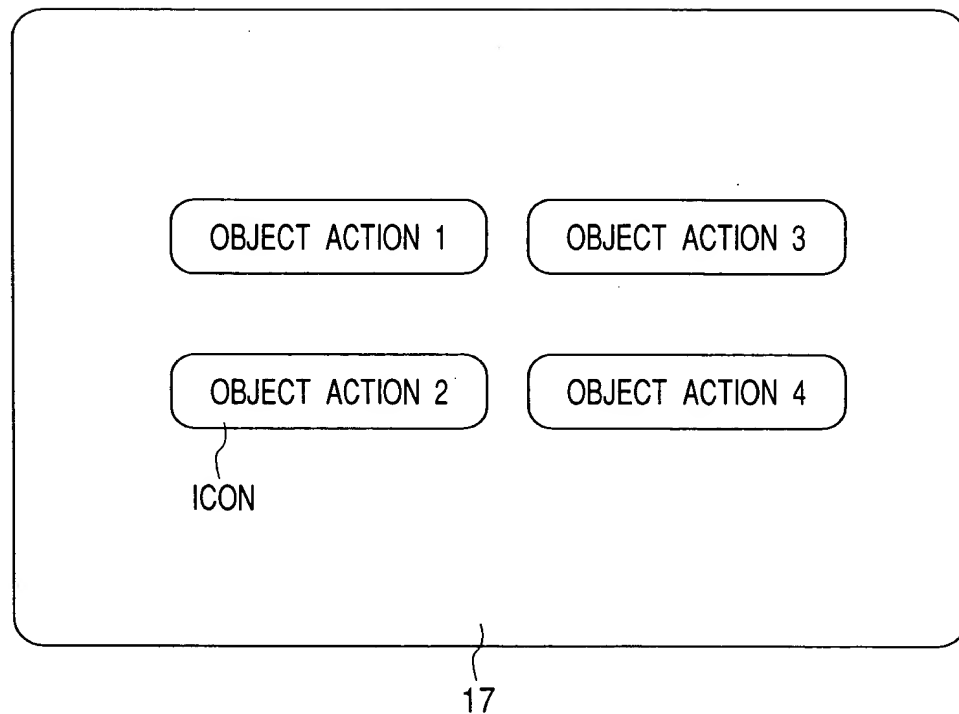 OBJECT ACTION 1
OBJECT ACTION 3
OBJECT ACTION 2
OBJECT ACTION 4
ICON
17